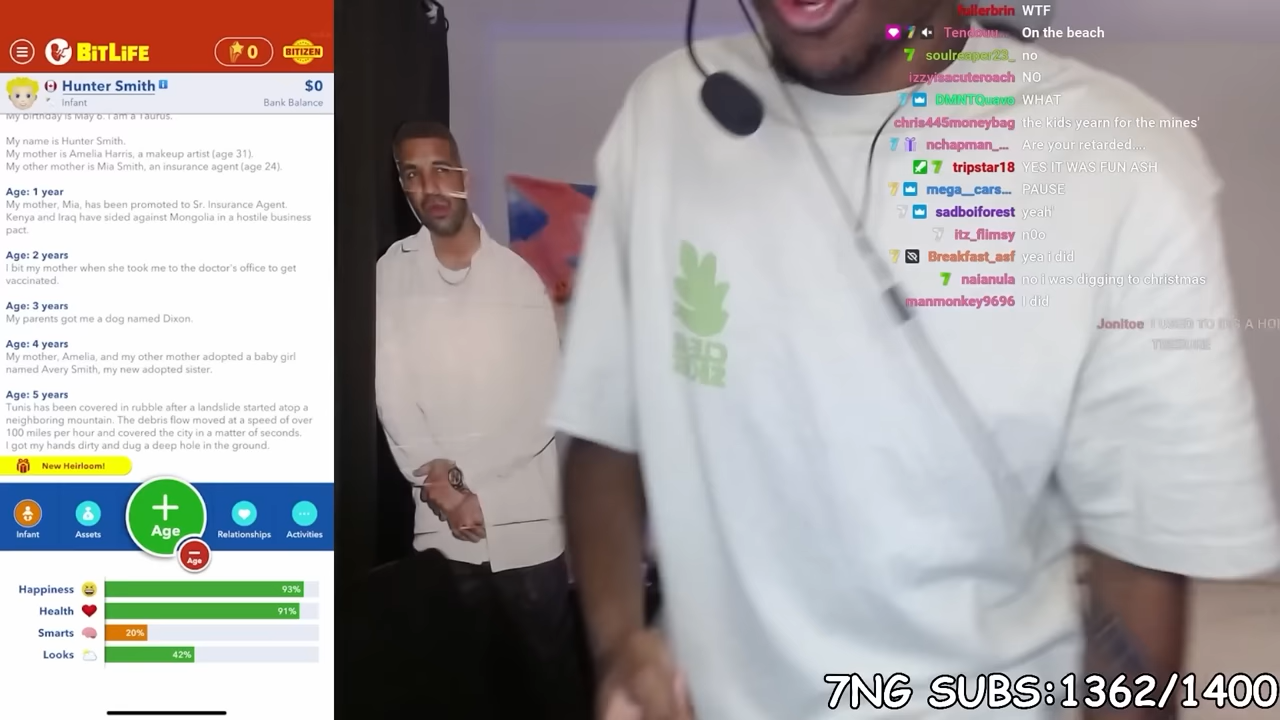 BITLIFE
0
BITIZEN
Hunter Smith
$0
Infant
Bank Balance
My birthday is May 6. I am a Taurus.
My name is Hunter Smith.
My mother is Amelia Harris, a makeup artist (age 31).
My other mother is Mia Smith, an insurance agent (age 24).
Age: 1 year
My mother, Mia, has been promoted to Sr. Insurance Agent.
Kenya and Iraq have sided against Mongolia in a hostile business
pact.
Age: 2 years
I bit my mother when she took me to the doctor's office to get
vaccinated.
Age: 3 years
My parents got me a dog named Dixon.
Age: 4 years
My mother, Amelia, and my other mother adopted a baby girl
named Avery Smith, my new adopted sister.
Age: 5 years
Tunis has been covered in rubble after a landslide started atop a
neighboring mountain. The debris flow moved at a speed of over
100 miles per hour and covered the city in a matter of seconds.
I got my hands dirty and dug a deep hole in the ground.
New Heirloom!
Infant
Assets
Age
Relationships
Activities
Age
Happiness 93%
Health 91%
Smarts 20%
Looks 42%
fullerbrin WTF
On the beach
7 soulreaper23_ no
izzyisacuteroach NO
DMNTQuavo WHAT
chris445moneybag the kids yearn for the mines'
nchapman_... Are your retarded....
7 tripstar18 YES IT WAS FUN ASH
mega__cars... PAUSE
sadboiforest yeah
itz_flimsy n0o
Breakfast_asf yea i did
7 naianula no i was digging to christmas
manmonkey9696 I did
Jonitoe I USED TO
7NG SUBS:1362/1400